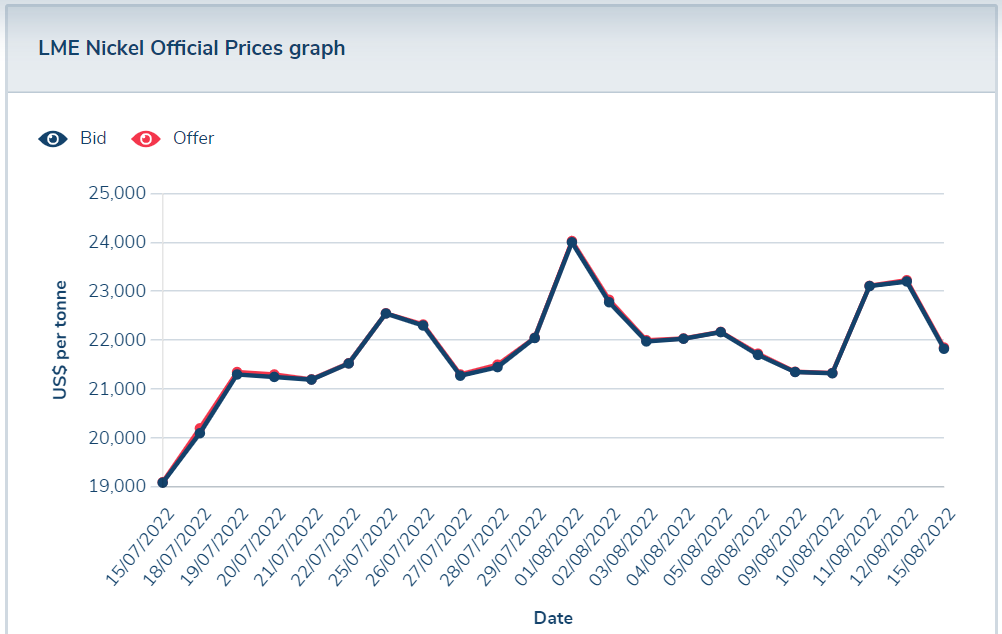 LME Nickel Official Prices graph
Bid Offer
25,000
24,000
23,000
22,000
21,000
20,000
19,000
US$ per tonne
15/07/2022 18/07/2022 19/07/2022 20/07/2022 21/07/2022 22/07/2022 25/07/2022 26/07/2022 27/07/2022 28/07/2022 29/07/2022 01/08/2022 02/08/2022 03/08/2022 04/08/2022 05/08/2022 08/08/2022 09/08/2022 10/08/2022 11/08/2022 12/08/2022 15/08/2022
Date